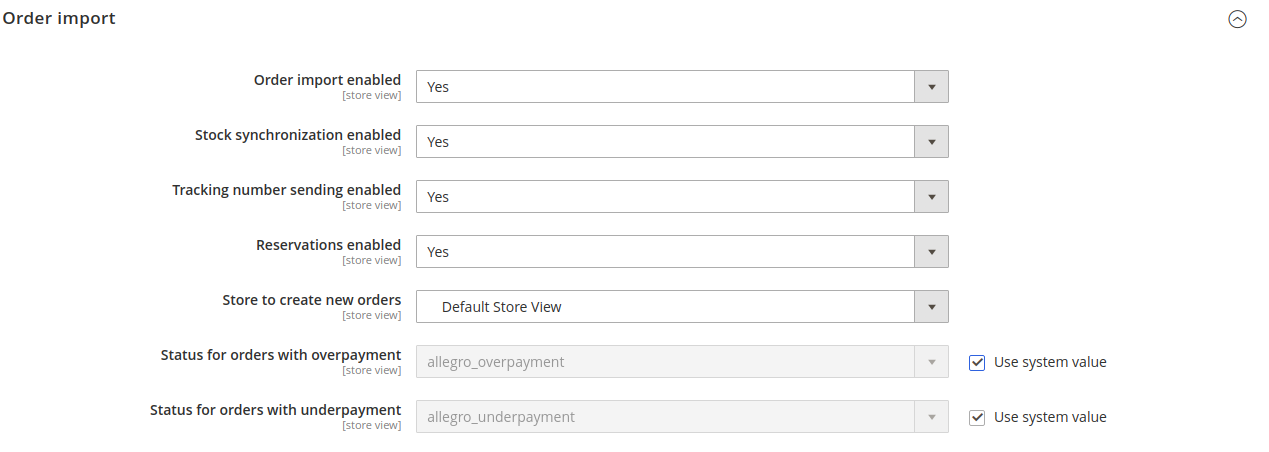 Order import
Order import enabled
Yes
[store view]
Stock synchronization enabled
Yes
[store view]
Tracking number sending enabled
Yes
[store view]
Reservations enabled
Yes
[store view]
Store to create new orders
Default Store View
[store view]
Status for orders with overpayment
allegro_overpayment
Use system value
[store view]
Status for orders with underpayment
allegro_underpayment
Use system value
[store view]